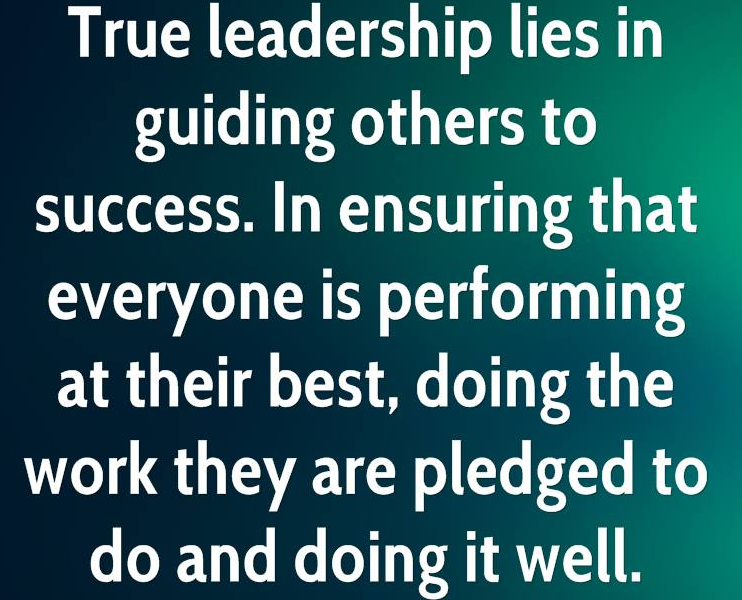 True leadership lies in
guiding others to
success. In ensuring that
everyone is performing
at their best, doing the
work they are pledged to
do and doing it well.